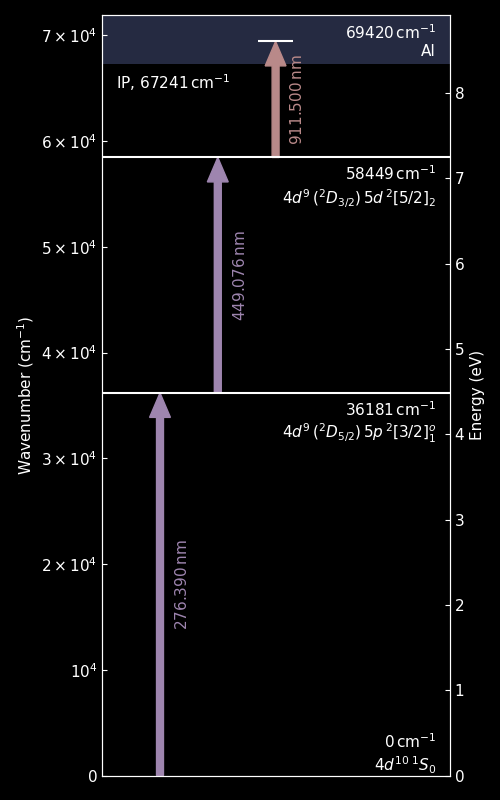 7 × 10⁴
69420 cm⁻¹
AI
IP, 67241 cm⁻¹
911.500 nm
8
6 × 10⁴
58449 cm⁻¹
7
4d⁹ (²D₃/₂) 5d ²[5/2]₂
5 × 10⁴
6
449.076 nm
4 × 10⁴
5
Wavenumber (cm⁻¹)
Energy (eV)
36181 cm⁻¹
4d⁹ (²D₅/₂) 5p ²[3/2]₁ᵒ
4
3 × 10⁴
3
276.390 nm
2 × 10⁴
2
10⁴
1
0 cm⁻¹
4d¹⁰ ¹S₀
0
0